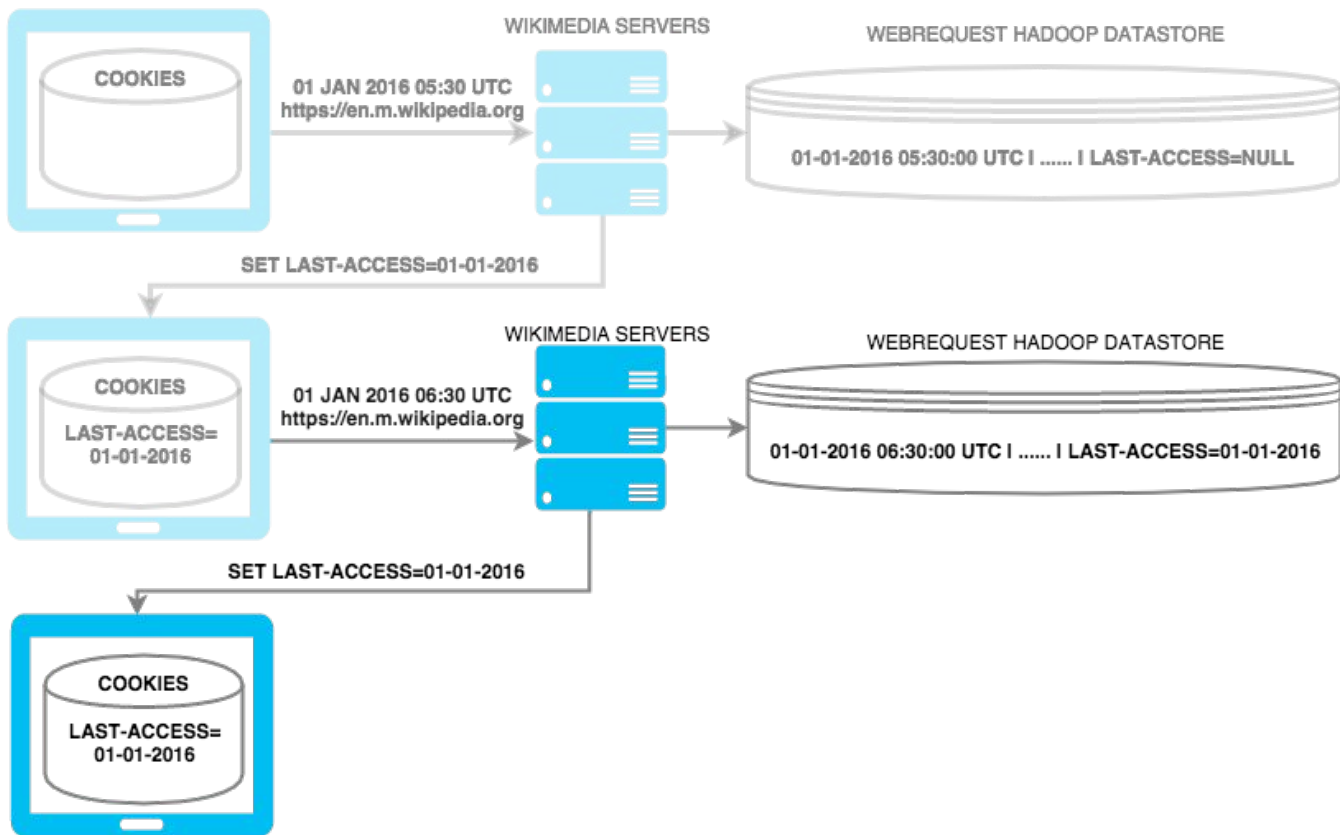 WIKIMEDIA SERVERS
WEBREQUEST HADOOP DATASTORE
COOKIES
01 JAN 2016 05:30 UTC
https://en.m.wikipedia.org
01-01-2016 05:30:00 UTC I ...... I LAST-ACCESS=NULL
SET LAST-ACCESS=01-01-2016
WIKIMEDIA SERVERS
WEBREQUEST HADOOP DATASTORE
COOKIES
LAST-ACCESS=
01-01-2016
01 JAN 2016 06:30 UTC
https://en.m.wikipedia.org
01-01-2016 06:30:00 UTC I ...... I LAST-ACCESS=01-01-2016
SET LAST-ACCESS=01-01-2016
COOKIES
LAST-ACCESS=
01-01-2016